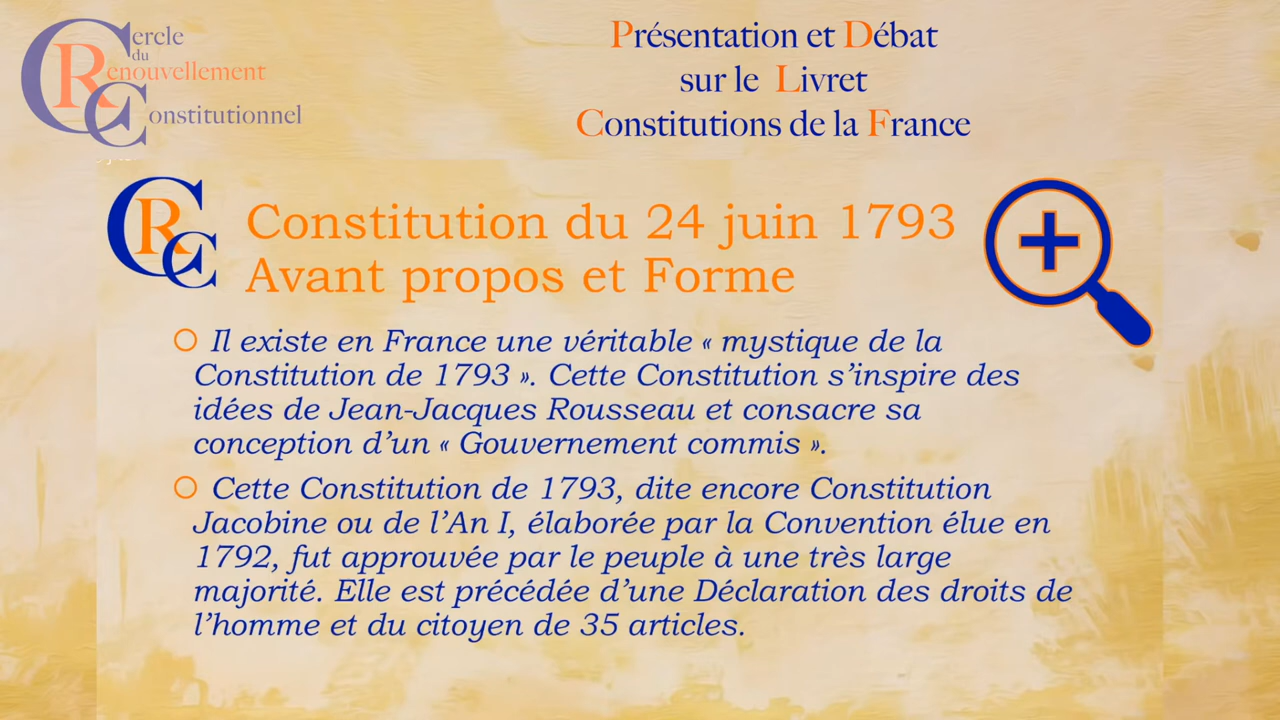 Cercle
du
Renouvellement
Constitutionnel
Présentation et Débat
sur le Livret
Constitutions de la France
CRC
Constitution du 24 juin 1793
Avant propos et Forme
Il existe en France une véritable « mystique de la
Constitution de 1793 ». Cette Constitution s’inspire des
idées de Jean-Jacques Rousseau et consacre sa
conception d’un « Gouvernement commis ».
Cette Constitution de 1793, dite encore Constitution
Jacobine ou de l’An I, élaborée par la Convention élue en
1792, fut approuvée par le peuple à une très large
majorité. Elle est précédée d’une Déclaration des droits de
l’homme et du citoyen de 35 articles.